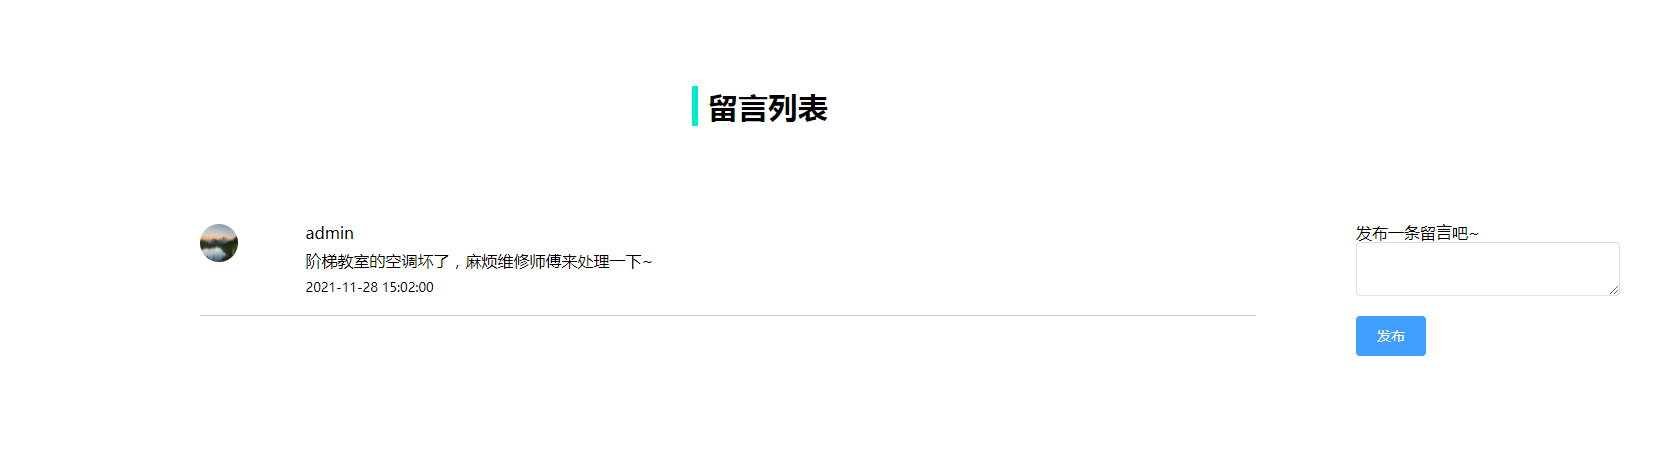 留言列表
admin
阶梯教室的空调坏了，麻烦维修师傅来处理一下~
2021-11-28 15:02:00
发布一条留言吧~
发布